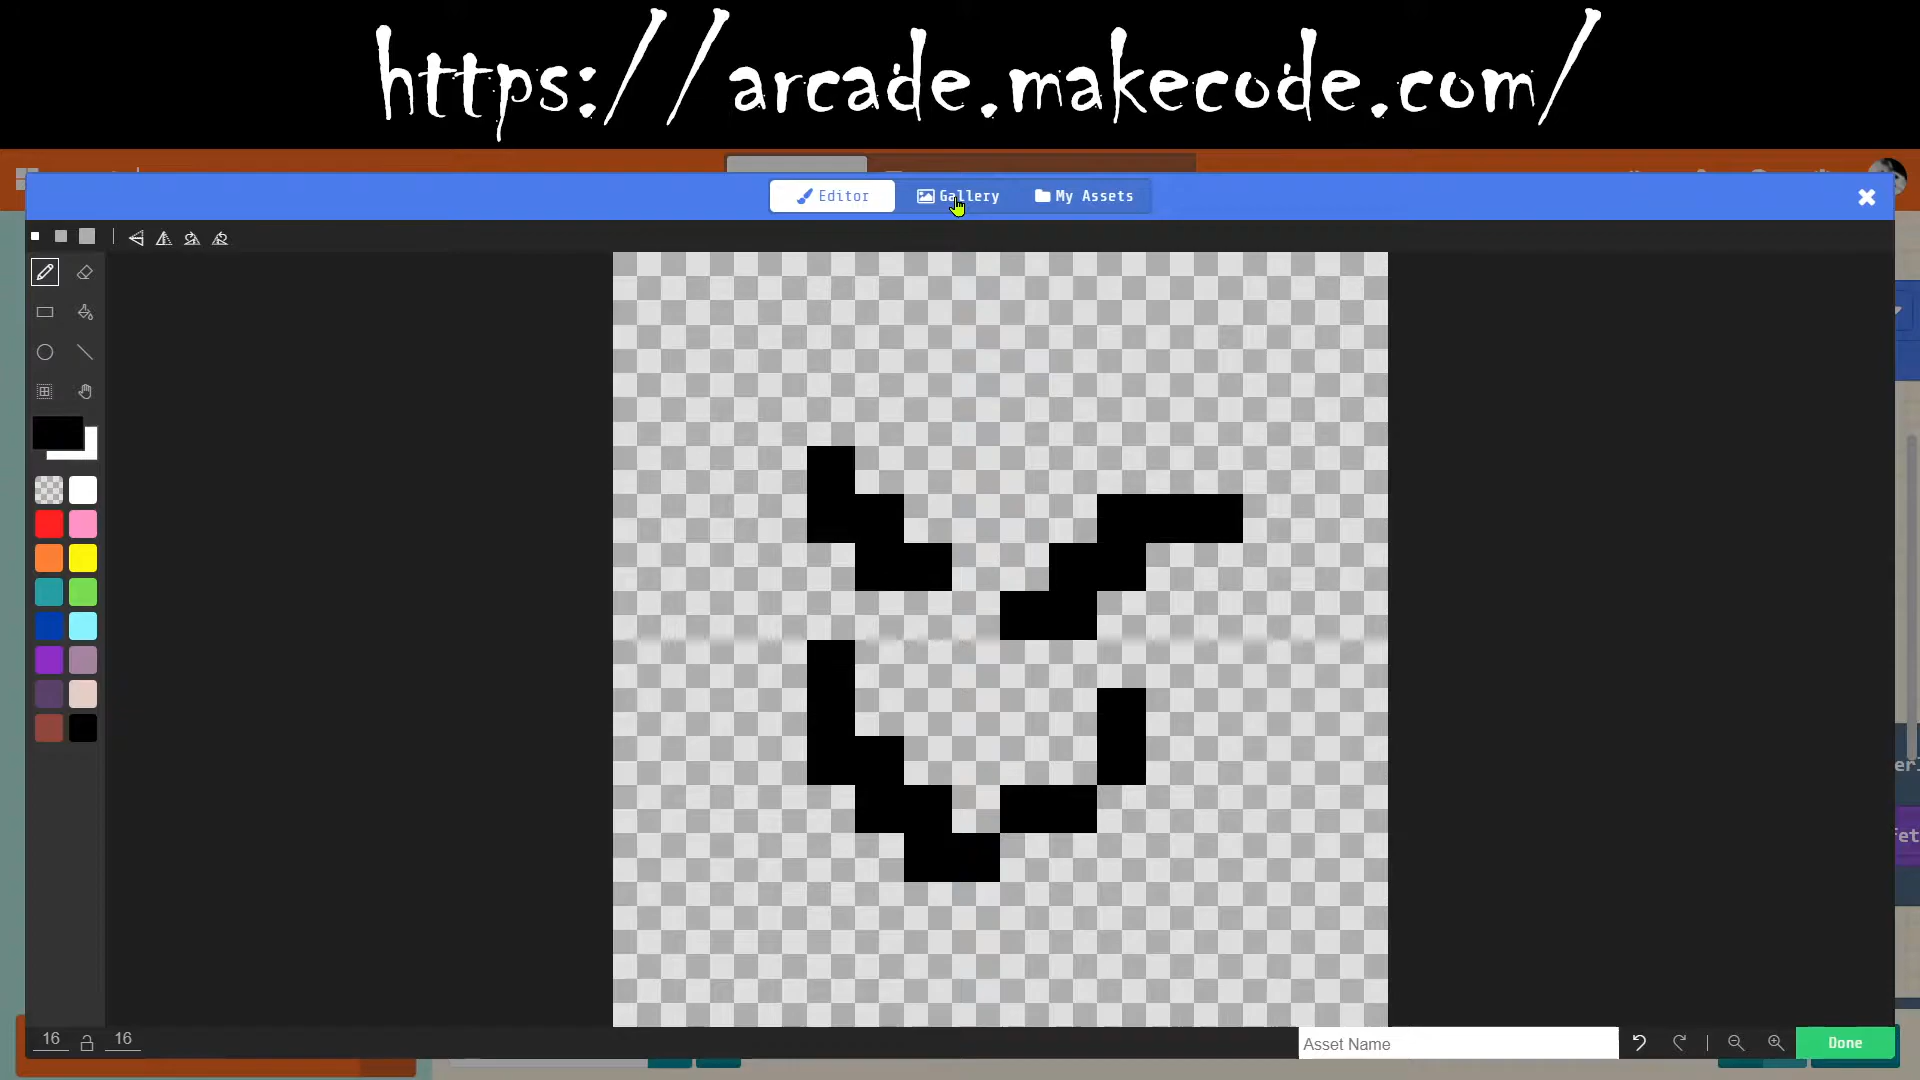 https://arcade.makecode.com/
Editor
Gallery
My Assets
16
16
Asset Name
Done